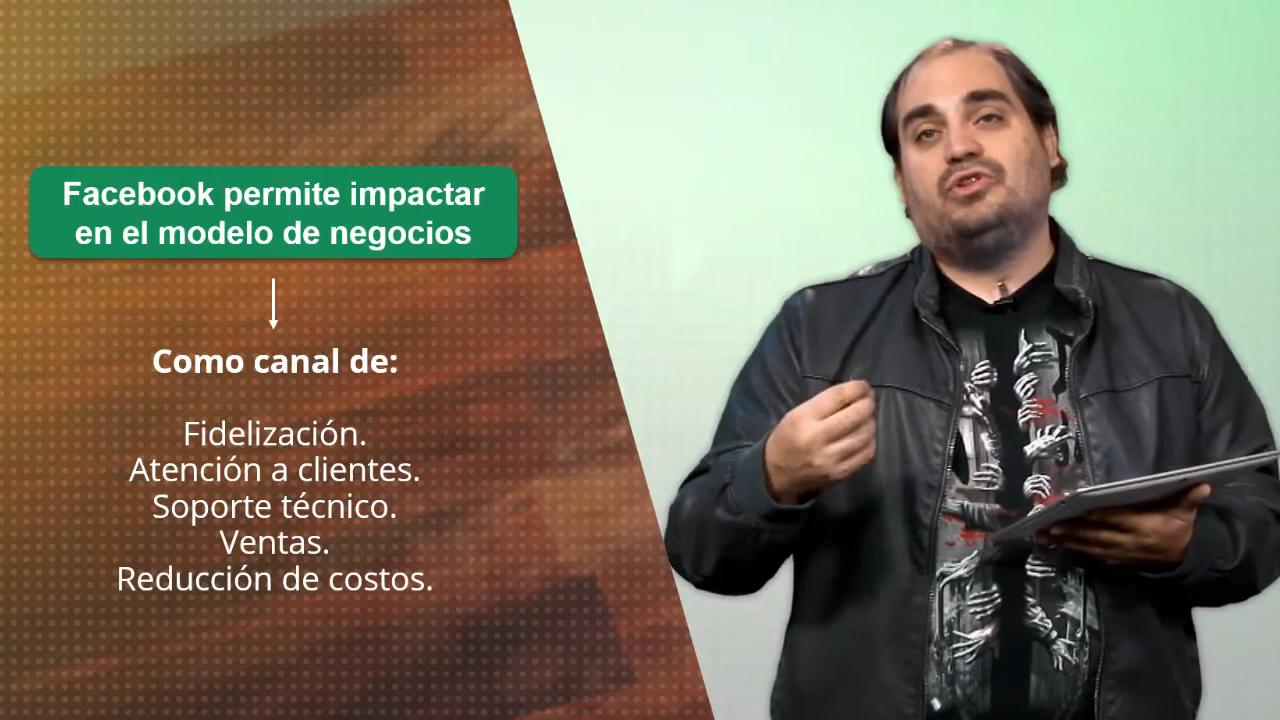 Facebook permite impactar
en el modelo de negocios
Como canal de:
Fidelización.
Atención a clientes.
Soporte técnico.
Ventas.
Reducción de costos.